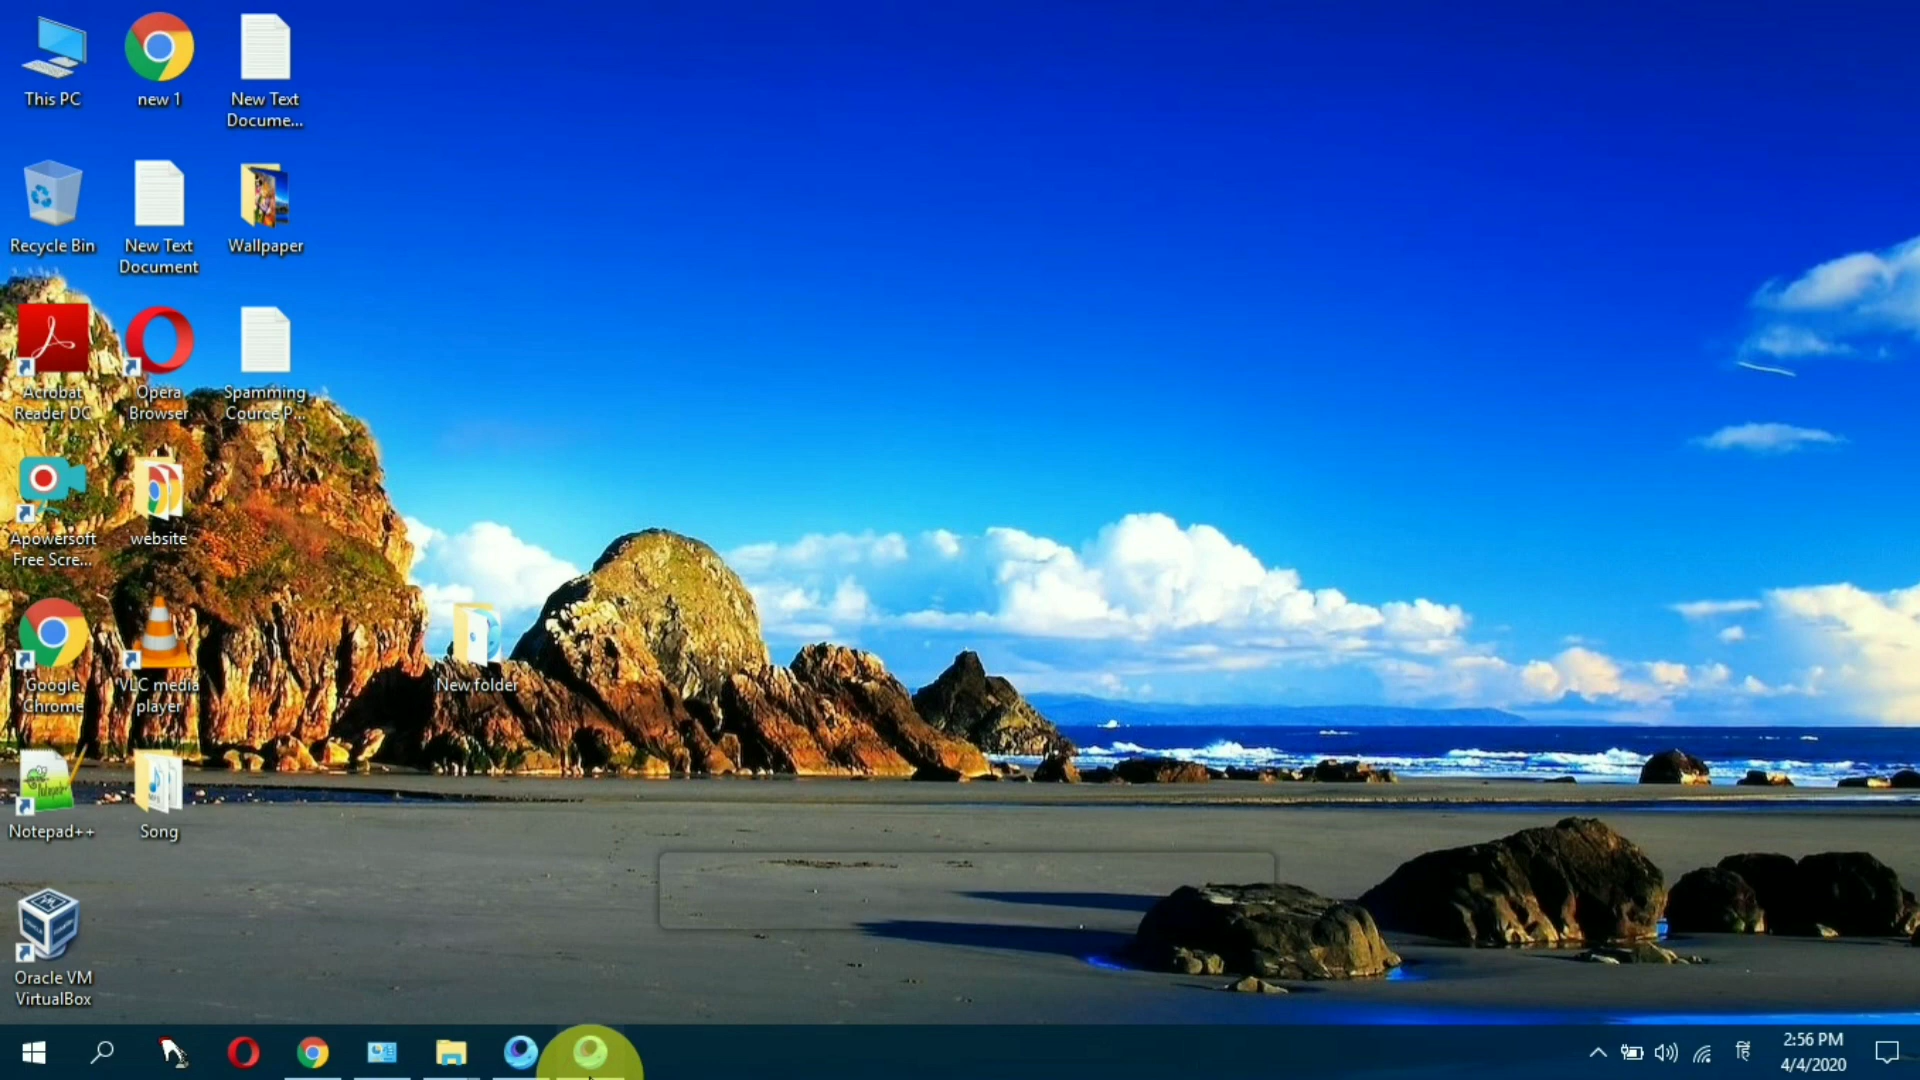 This PC
new 1
New Text
Docume...
Recycle Bin
New Text
Document
Wallpaper
Acrobat
Reader DC
Opera
Browser
Spamming
Cource P...
Apowersoft
Free Scre...
website
Google
Chrome
VLC media
player
New folder
Notepad++
Song
Oracle VM
VirtualBox
हिं
2:56 PM
4/4/2020